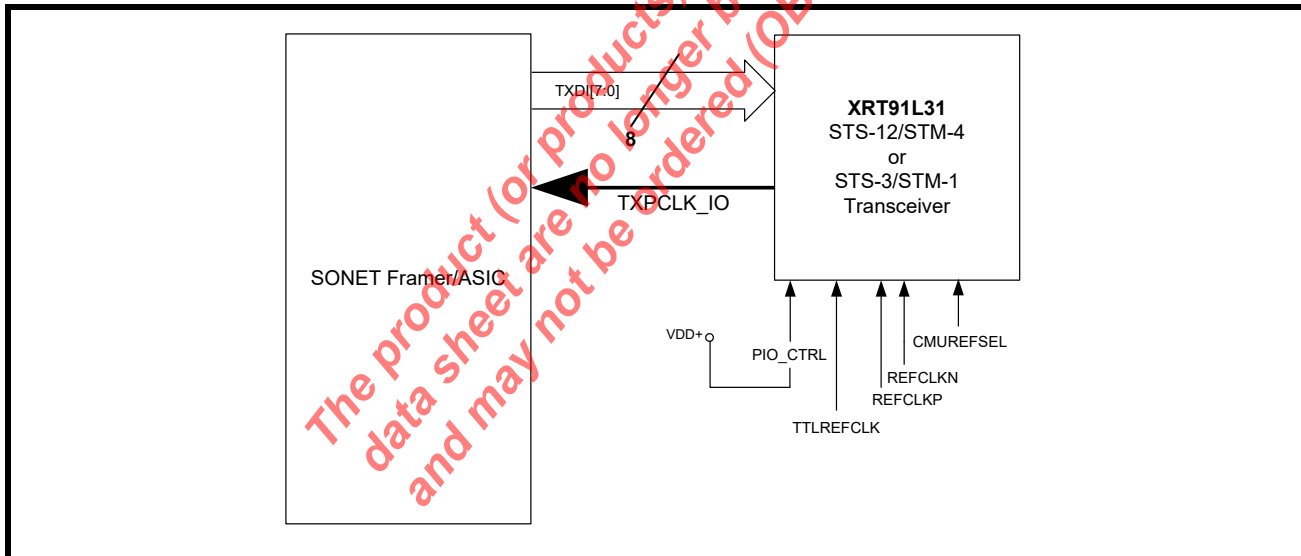 TXDI[7:0]
8
TXPCLK_IO
SONET Framer/ASIC
XRT91L31
STS-12/STM-4
or
STS-3/STM-1
Transceiver
VDD+
PIO_CTRL
CMUREFSEL
REFCLKN
REFCLKP
TTLREFCLK
The product (or products)
data sheet are no longer b
and may not be ordered (OB